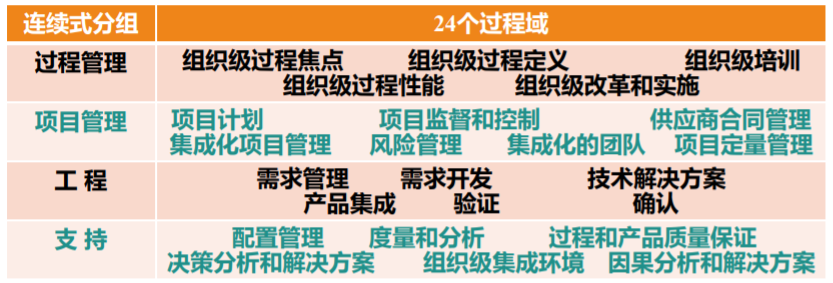 连续式分组 24个过程域
过程管理 组织级过程焦点 组织级过程定义 组织级培训
组织级过程性能 组织级改革和实施
项目管理 项目计划 项目监督和控制 供应商合同管理
集成化项目管理 风险管理 集成化的团队 项目定量管理
工 程 需求管理 需求开发 技术解决方案
产品集成 验证 确认
支 持 配置管理 度量和分析 过程和产品质量保证
决策分析和解决方案 组织级集成环境 因果分析和解决方案